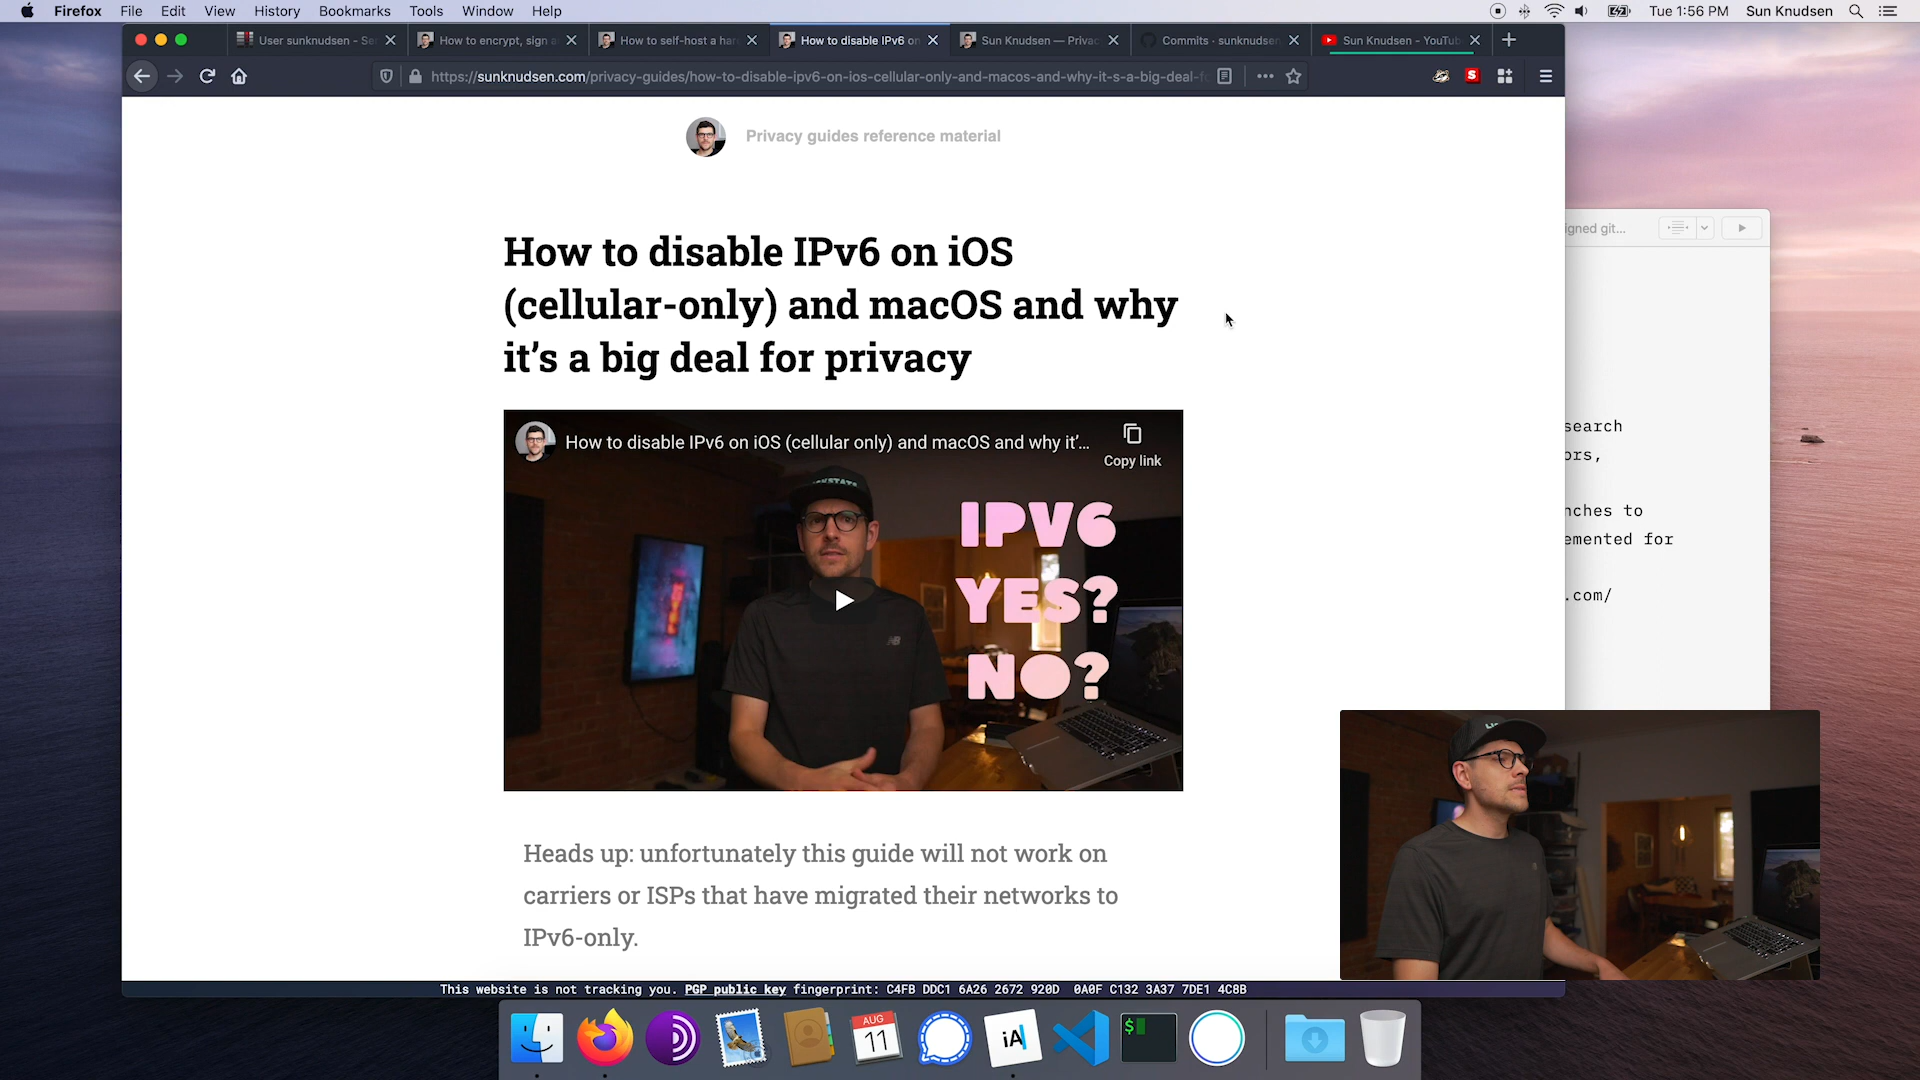 Firefox File Edit View History Bookmarks Tools Window Help
Tue 1:56 PM Sun Knudsen
User sunknudsen - Se
How to encrypt, sign a
How to self-host a har
How to disable IPv6 on
Sun Knudsen — Privac
Commits · sunknudsen
Sun Knudsen - YouTub
https://sunknudsen.com/privacy-guides/how-to-disable-ipv6-on-ios-cellular-only-and-macos-and-why-it-s-a-big-deal-f
S
Privacy guides reference material
How to disable IPv6 on iOS
(cellular-only) and macOS and why
it's a big deal for privacy
How to disable IPv6 on iOS (cellular only) and macOS and why it'...
Copy link
IPV6
YES?
NO?
Heads up: unfortunately this guide will not work on
carriers or ISPs that have migrated their networks to
IPv6-only.
igned git...
search
ors,
nches to
emented for
.com/
This website is not tracking you. PGP public key fingerprint: C4FB DDC1 6A26 2672 920D 0A0F C132 3A37 7DE1 4C8B
AUG
11
iA
$